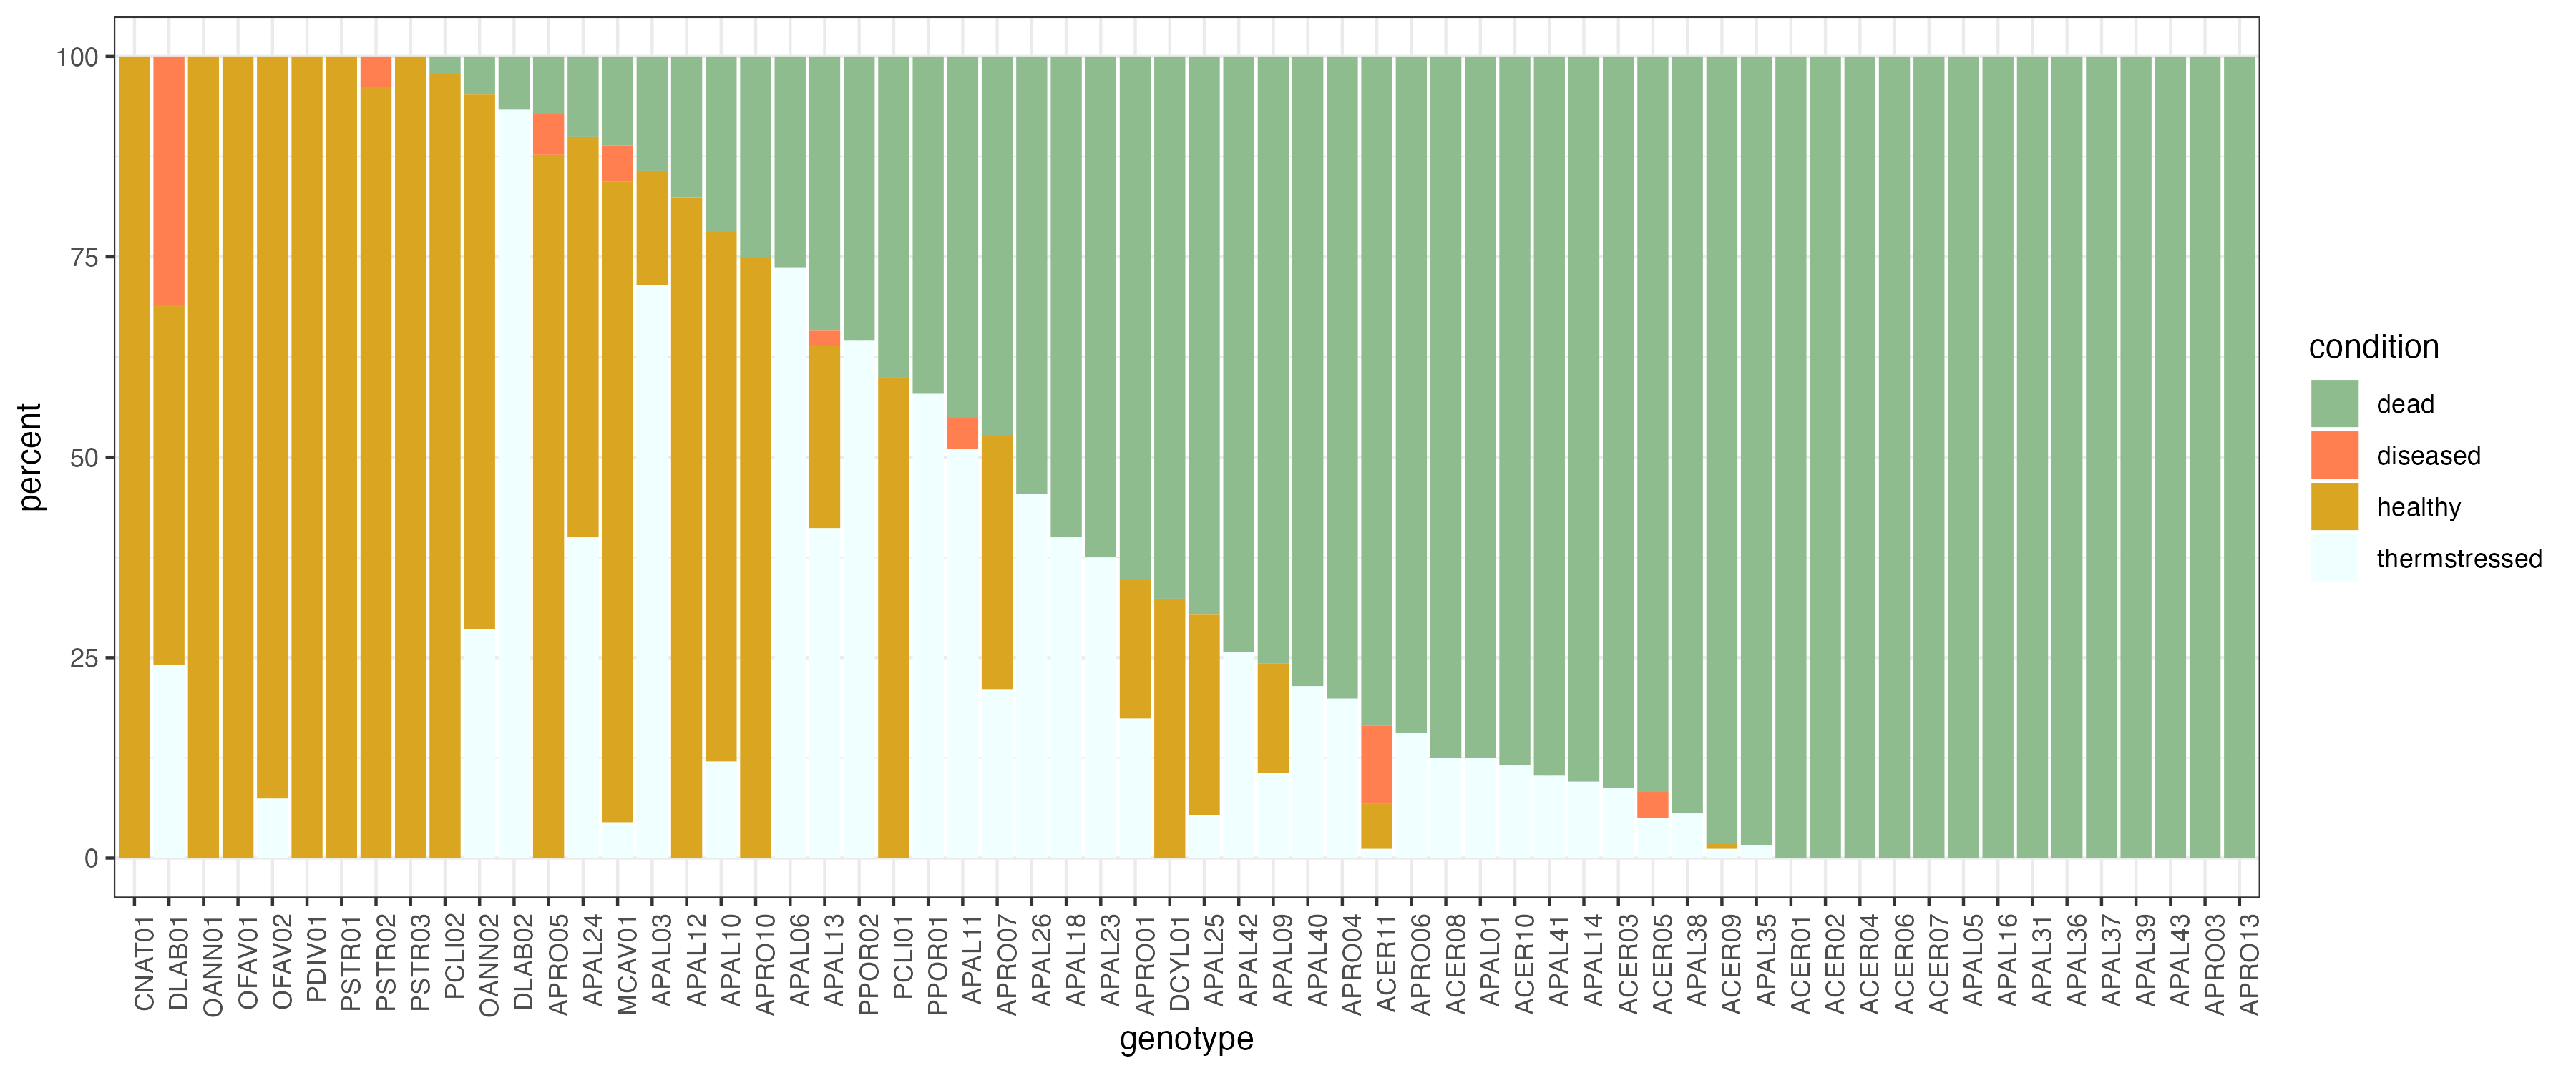 100
75
50
25
0
percent
CNAT01
DLAB01
OANN01
OFAV01
OFAV02
PDIV01
PSTR01
PSTR02
PSTR03
PCLI02
OANN02
DLAB02
APRO05
APAL24
MCAV01
APAL03
APAL12
APAL10
APRO10
APAL06
APAL13
PPOR02
PCLI01
PPOR01
APAL11
APRO07
APAL26
APAL18
APAL23
APRO01
DCYL01
APAL25
APAL42
APAL09
APAL40
APRO04
ACER11
APRO06
ACER08
APAL01
ACER10
APAL41
APAL14
ACER03
ACER05
APAL38
ACER09
APAL35
ACER01
ACER02
ACER04
ACER06
ACER07
APAL05
APAL16
APAL31
APAL36
APAL37
APAL39
APAL43
APRO03
APRO13
genotype
condition
dead
diseased
healthy
thermstressed